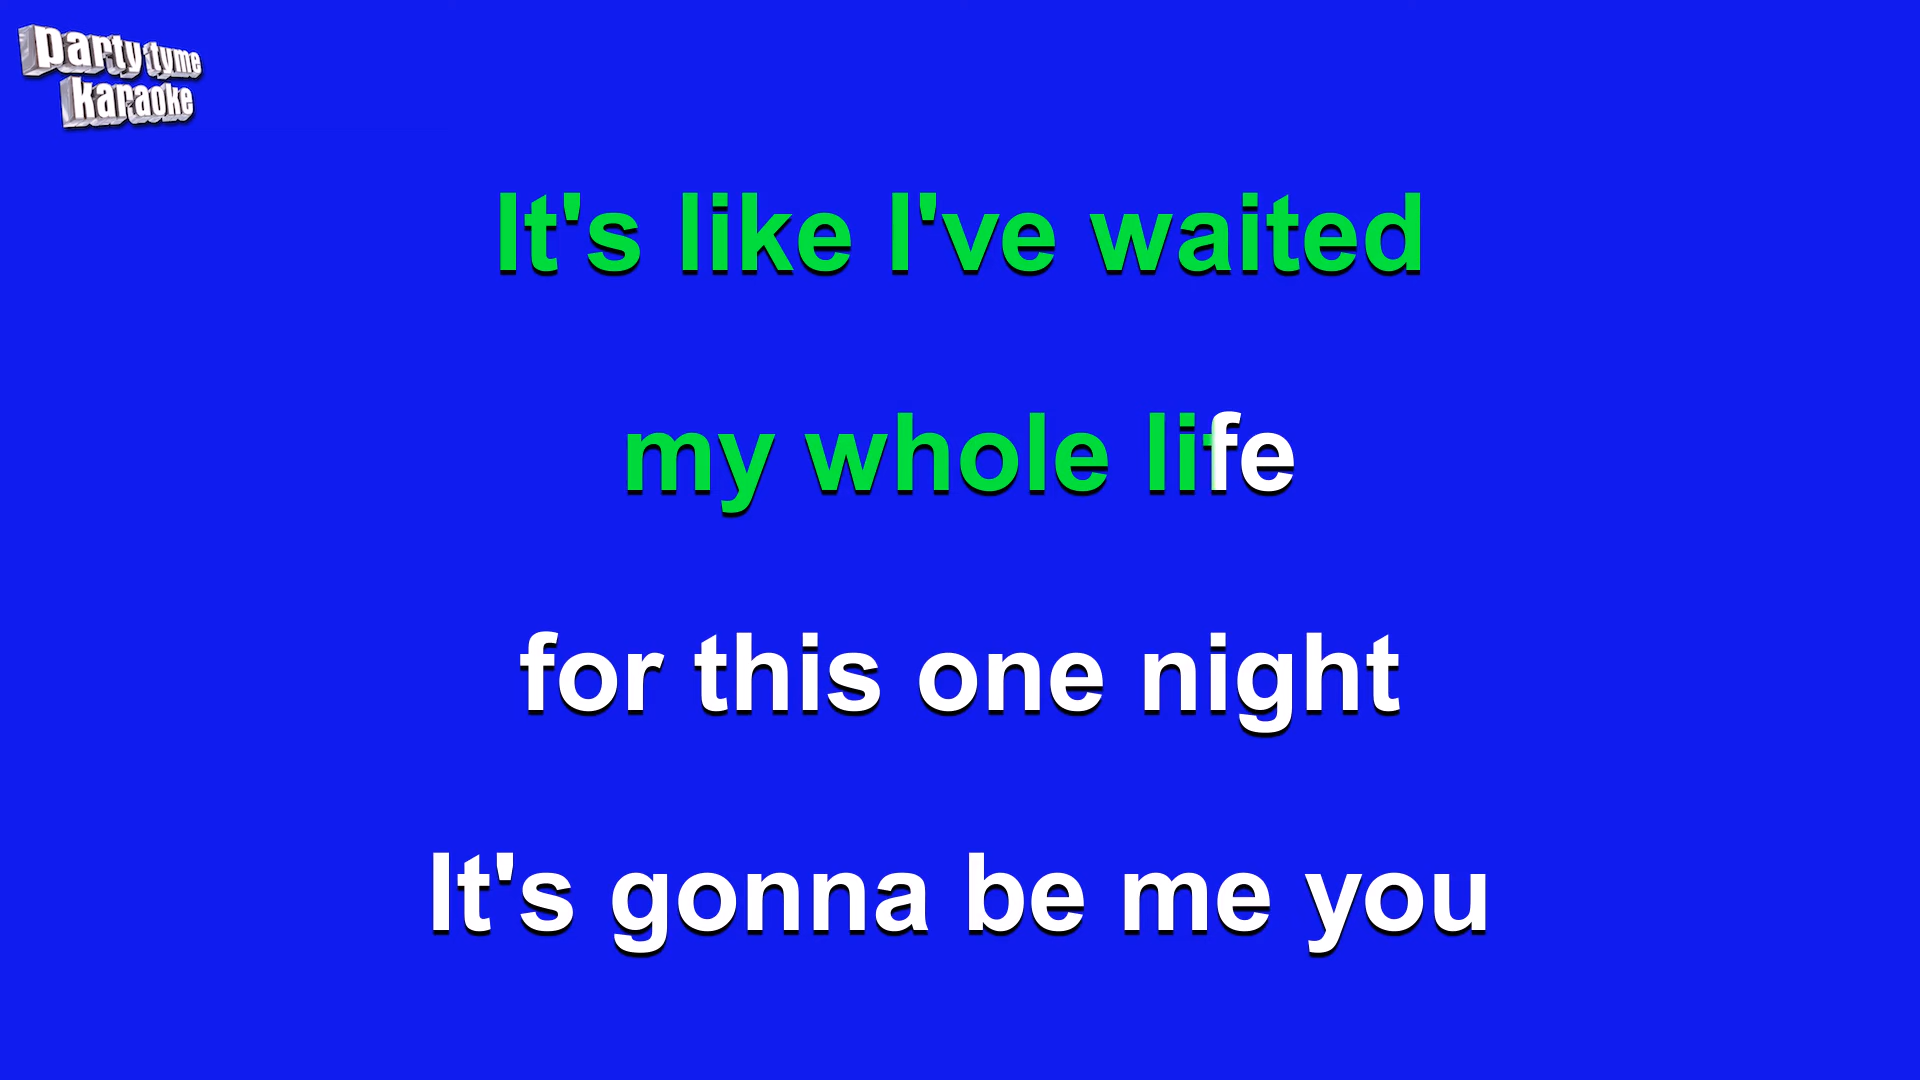 party tyme
karaoke
It's like I've waited
my whole life
for this one night
It's gonna be me you